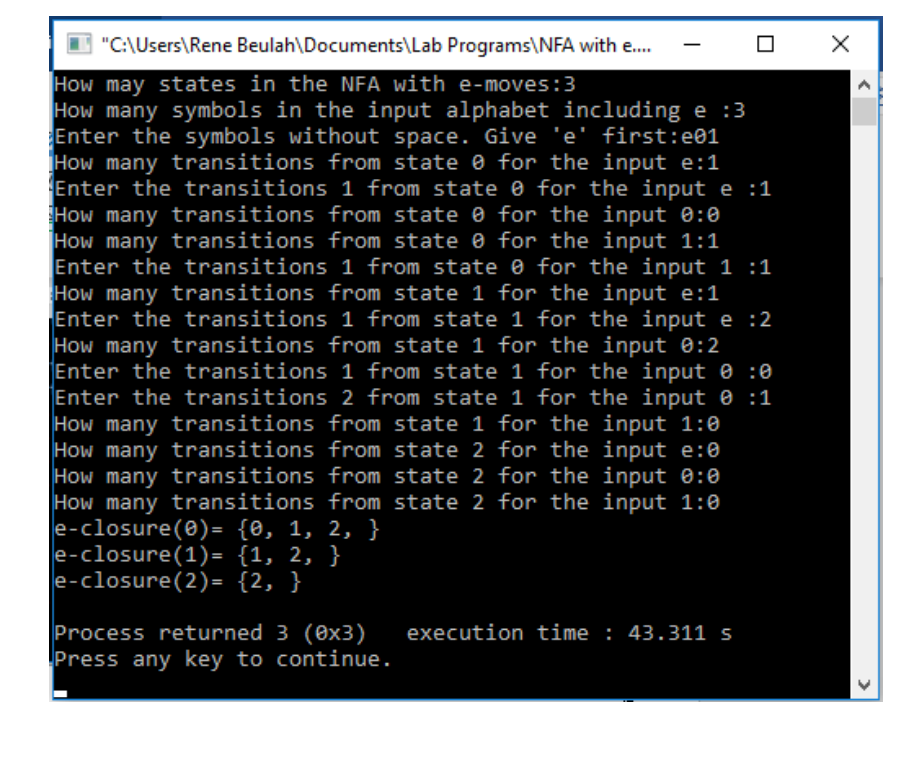 "C:\Users\Rene Beulah\Documents\Lab Programs\NFA with e....
How may states in the NFA with e-moves:3
How many symbols in the input alphabet including e :3
Enter the symbols without space. Give 'e' first:e01
How many transitions from state 0 for the input e:1
Enter the transitions 1 from state 0 for the input e :1
How many transitions from state 0 for the input 0:0
How many transitions from state 0 for the input 1:1
Enter the transitions 1 from state 0 for the input 1 :1
How many transitions from state 1 for the input e:1
Enter the transitions 1 from state 1 for the input e :2
How many transitions from state 1 for the input 0:2
Enter the transitions 1 from state 1 for the input 0 :0
Enter the transitions 2 from state 1 for the input 0 :1
How many transitions from state 1 for the input 1:0
How many transitions from state 2 for the input e:0
How many transitions from state 2 for the input 0:0
How many transitions from state 2 for the input 1:0
e-closure(0)= {0, 1, 2, }
e-closure(1)= {1, 2, }
e-closure(2)= {2, }
Process returned 3 (0x3)   execution time : 43.311 s
Press any key to continue.